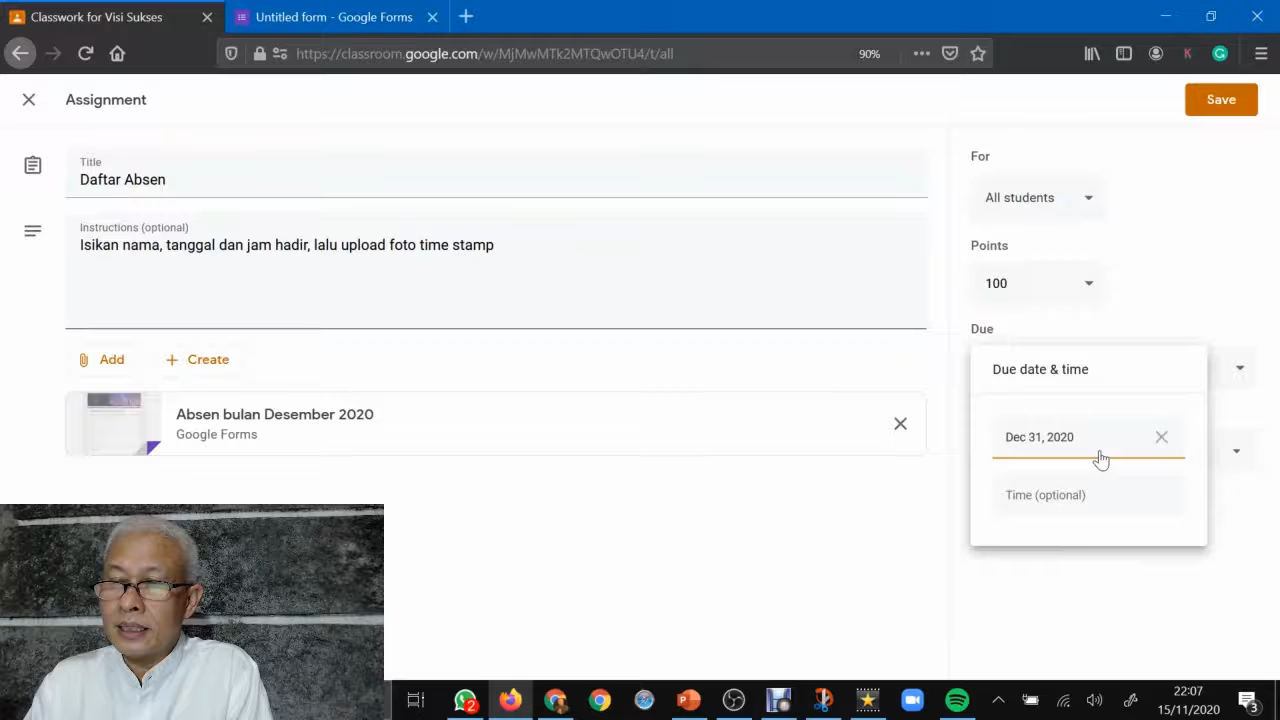 Classwork for Visi Sukses
Untitled form - Google Forms
https://classroom.google.com/w/MjMwMTk2MTQwOTU4/t/all
90%
K
Assignment
Save
Title
Daftar Absen
Instructions (optional)
Isikan nama, tanggal dan jam hadir, lalu upload foto time stamp
Add
Create
Absen bulan Desember 2020
Google Forms
For
All students
Points
100
Due
Due date & time
Dec 31, 2020
Time (optional)
2
22:07
15/11/2020
3